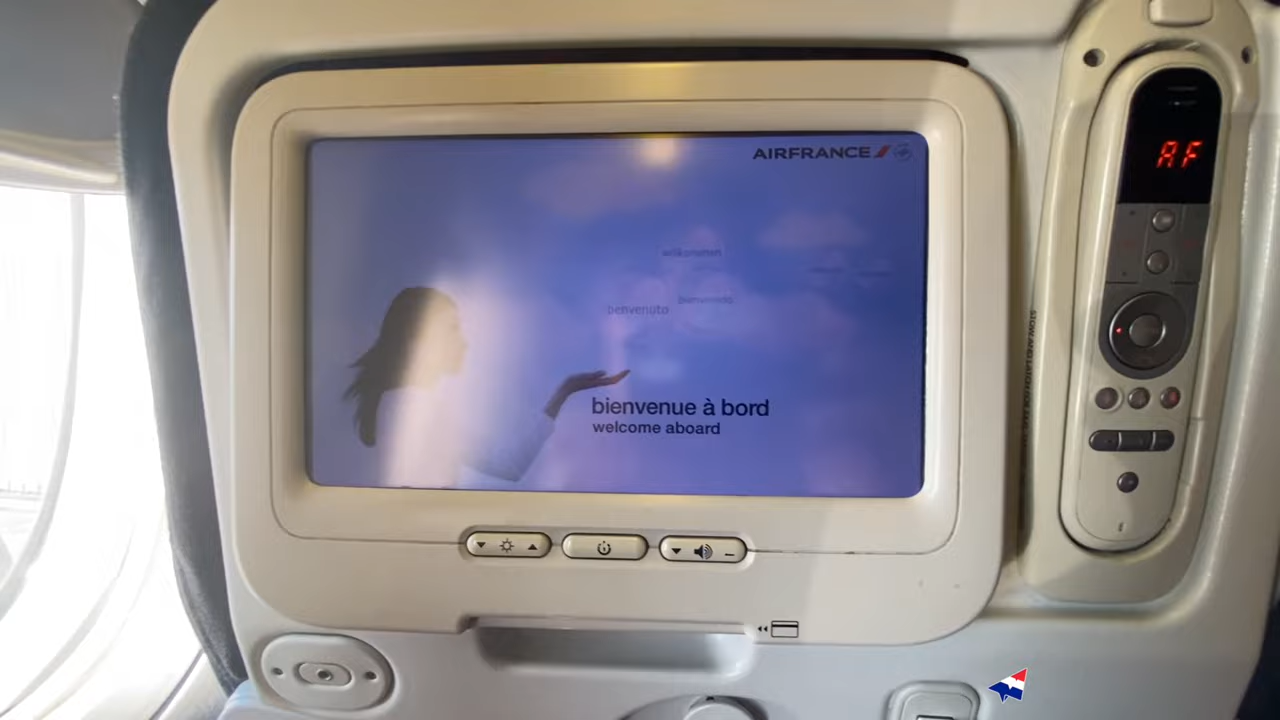 AIRFRANCE
AF
willkommen
bienvenido
benvenuto
bienvenue à bord
welcome aboard